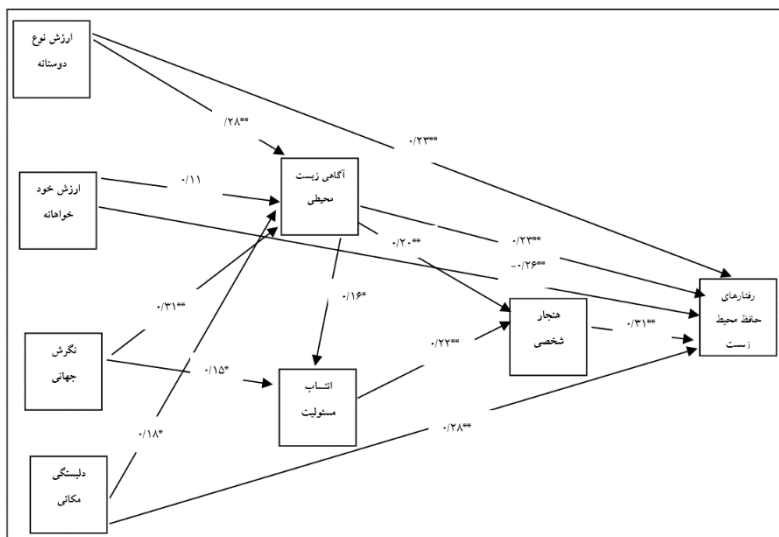 ارزش نوع
دوستانه
۰/۲۳**
/۲۸**
ارزش خود
خواهانه
۰/۱۱
آگاهی زیست
محیطی
۰/۲۳**
-۰/۲۶**
۰/۲۰**
رفتارهای
حافظ محیط
زیست
۰/۳۱**
۰/۱۶*
هنجار
شخصی
۰/۳۱**
نگرش
جهانی
۰/۱۵*
۰/۲۲**
انتساب
مسئولیت
۰/۱۸*
۰/۲۸**
دلبستگی
مکانی